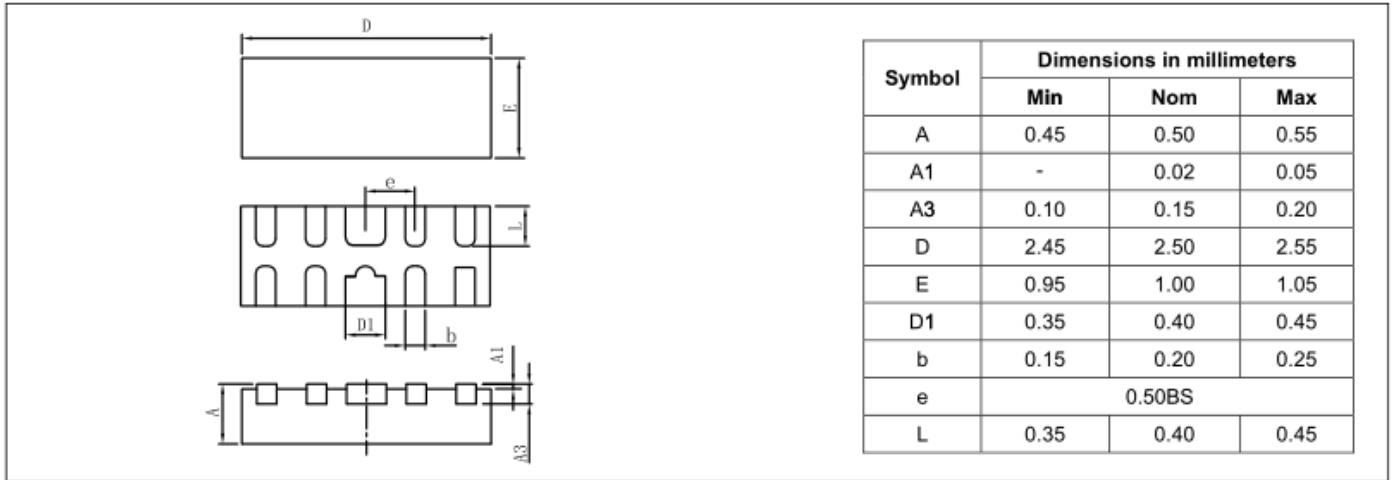 D
E
e
L
D1
b
A1
A
A3
Symbol Dimensions in millimeters
Min Nom Max
A 0.45 0.50 0.55
A1 - 0.02 0.05
A3 0.10 0.15 0.20
D 2.45 2.50 2.55
E 0.95 1.00 1.05
D1 0.35 0.40 0.45
b 0.15 0.20 0.25
e 0.50BS
L 0.35 0.40 0.45